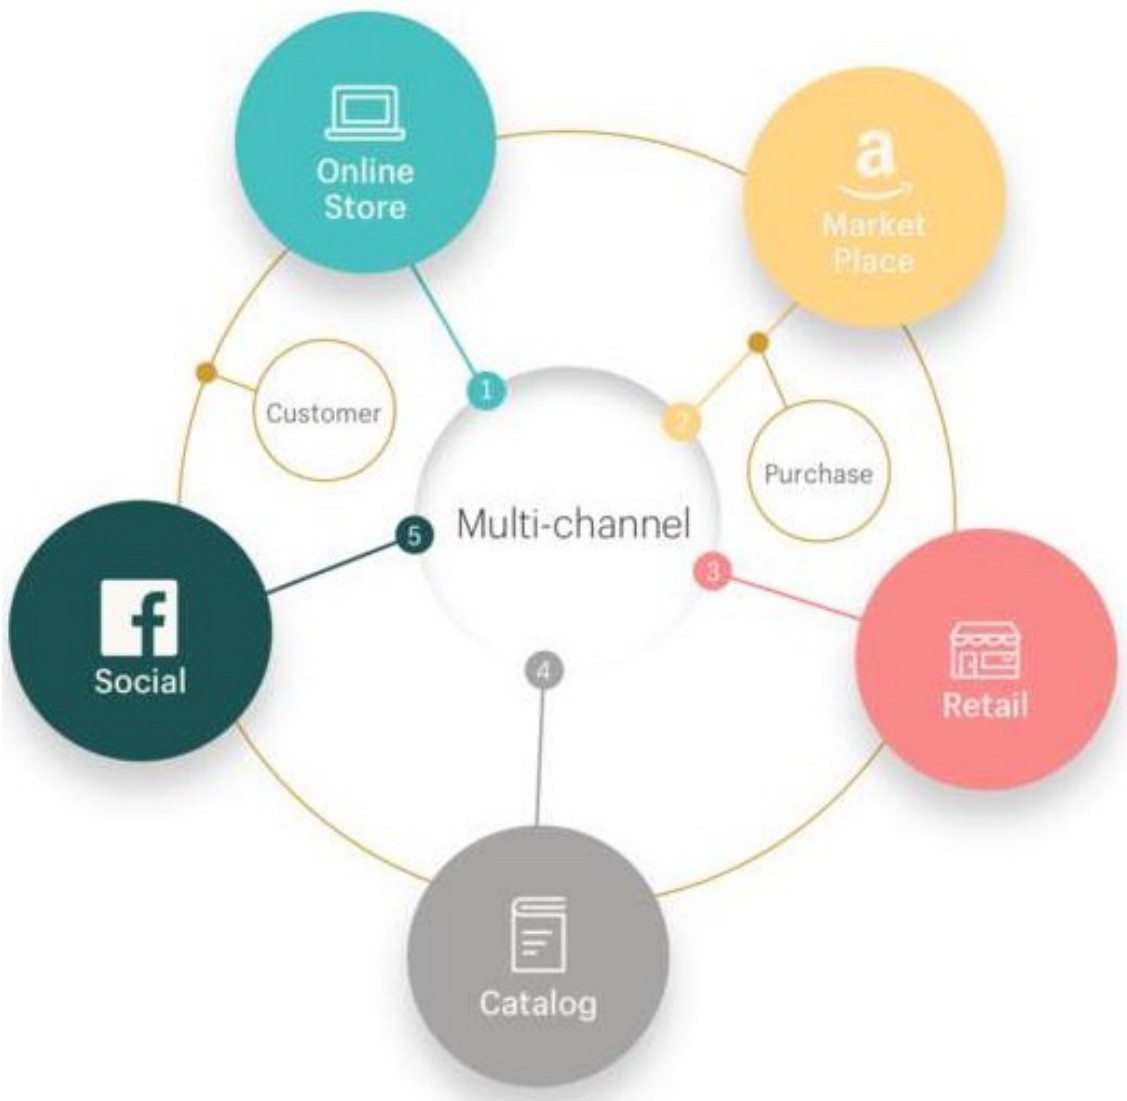 Online
Store
a
Market
Place
Customer
1
2
Purchase
Multi-channel
5
3
f
Social
4
Retail
Catalog